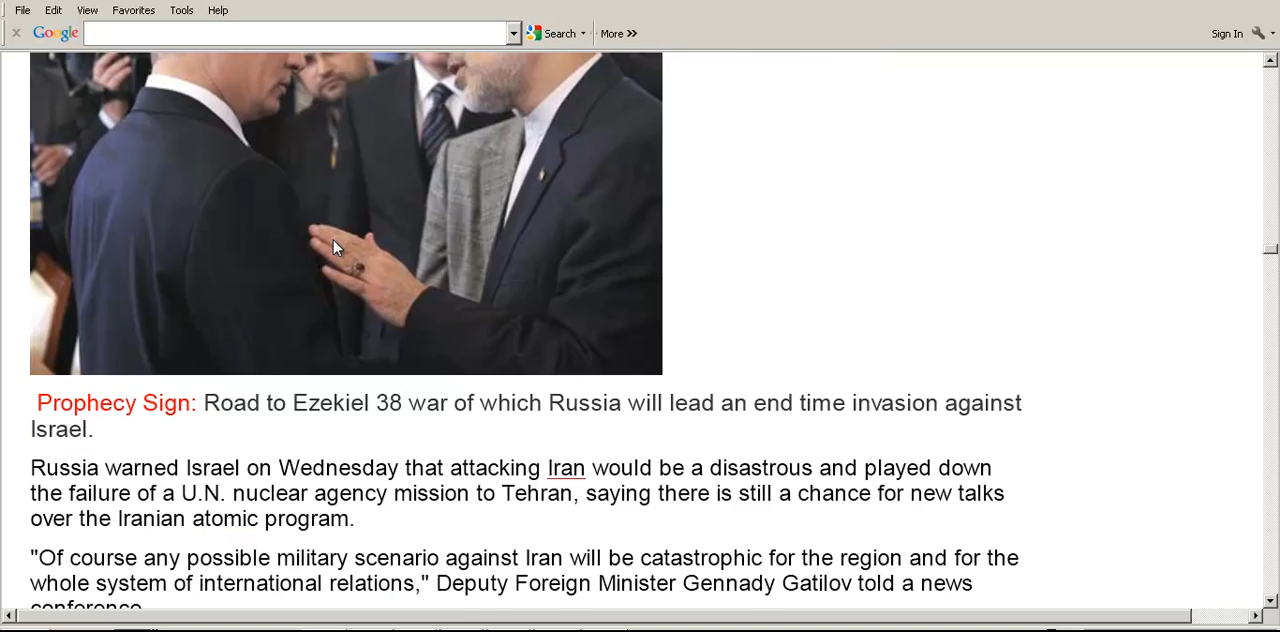 File Edit View Favorites Tools Help
Google Search More Sign In
Prophecy Sign: Road to Ezekiel 38 war of which Russia will lead an end time invasion against
Israel.
Russia warned Israel on Wednesday that attacking Iran would be a disastrous and played down
the failure of a U.N. nuclear agency mission to Tehran, saying there is still a chance for new talks
over the Iranian atomic program.
"Of course any possible military scenario against Iran will be catastrophic for the region and for the
whole system of international relations," Deputy Foreign Minister Gennady Gatilov told a news
conference